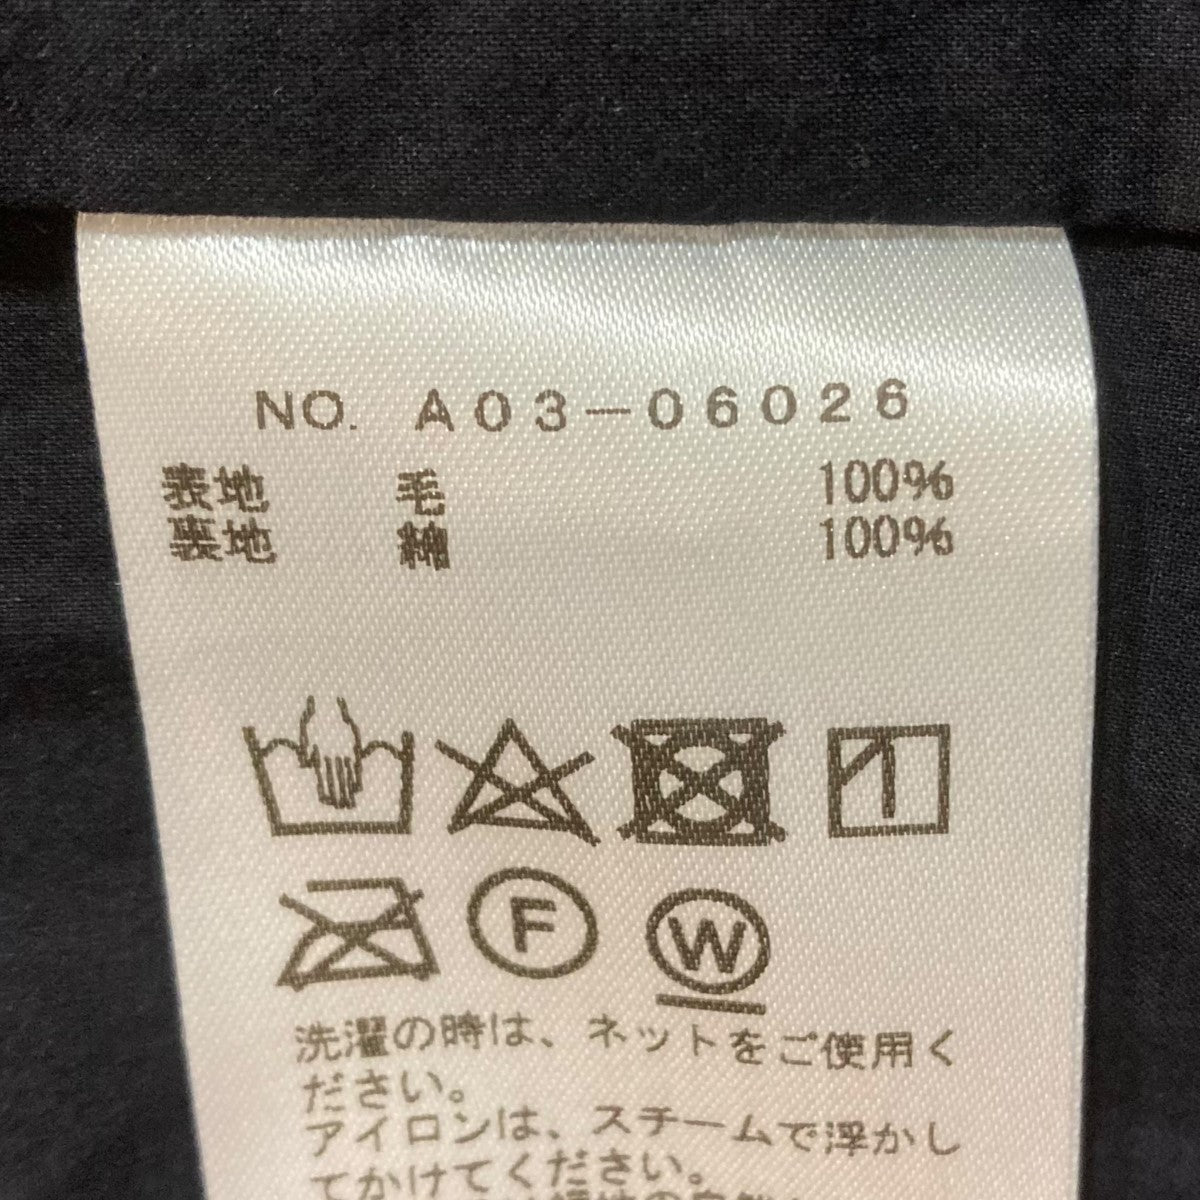 NO. A03-06026
表地 毛 100%
裏地 綿 100%
F
W
洗濯の時は、ネットをご使用く
ださい。
アイロンは、スチームで浮かし
てかけてください。